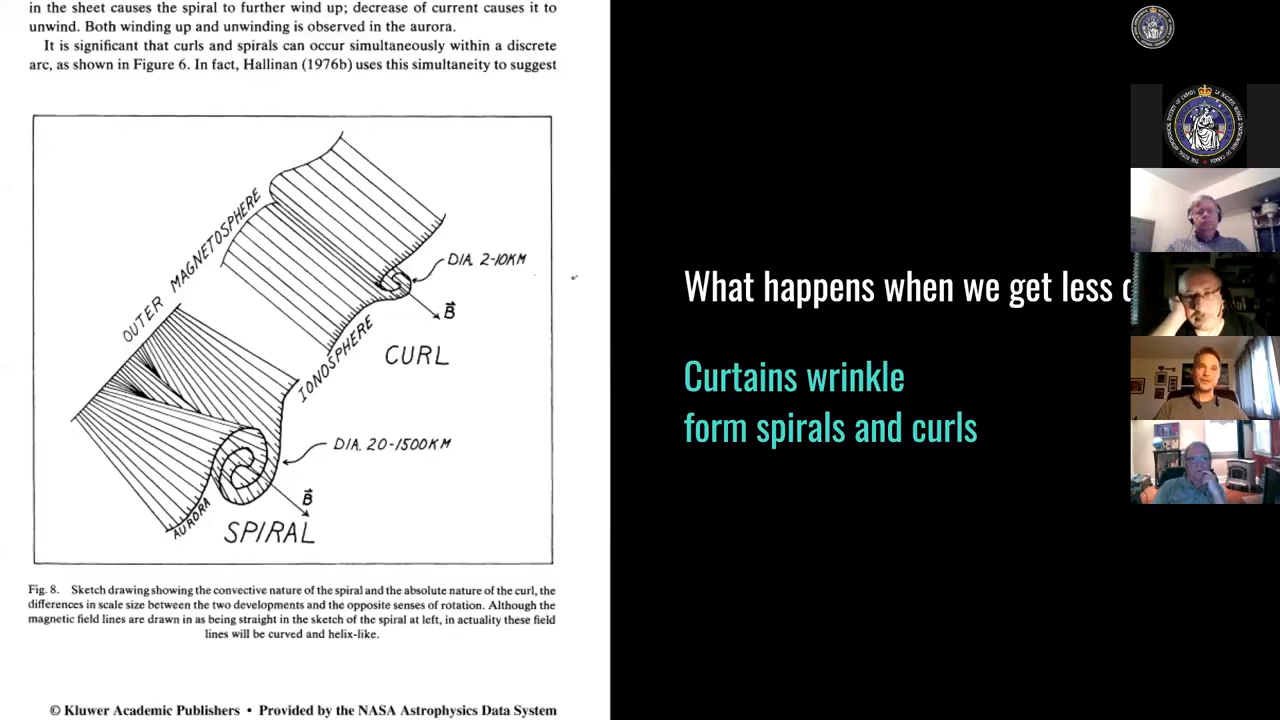 in the sheet causes the spiral to further wind up; decrease of current causes it to
unwind. Both winding up and unwinding is observed in the aurora.
It is significant that curls and spirals can occur simultaneously within a discrete
arc, as shown in Figure 6. In fact, Hallinan (1976b) uses this simultaneity to suggest
OUTER MAGNETOSPHERE
DIA. 2-10KM
B
IONOSPHERE
CURL
DIA. 20-1500KM
B
AURORA
SPIRAL
Fig. 8. Sketch drawing showing the convective nature of the spiral and the absolute nature of the curl, the
differences in scale size between the two developments and the opposite senses of rotation. Although the
magnetic field lines are drawn in as being straight in the sketch of the spiral at left, in actuality these field
lines will be curved and helix-like.
© Kluwer Academic Publishers • Provided by the NASA Astrophysics Data System
What happens when we get less
Curtains wrinkle
form spirals and curls